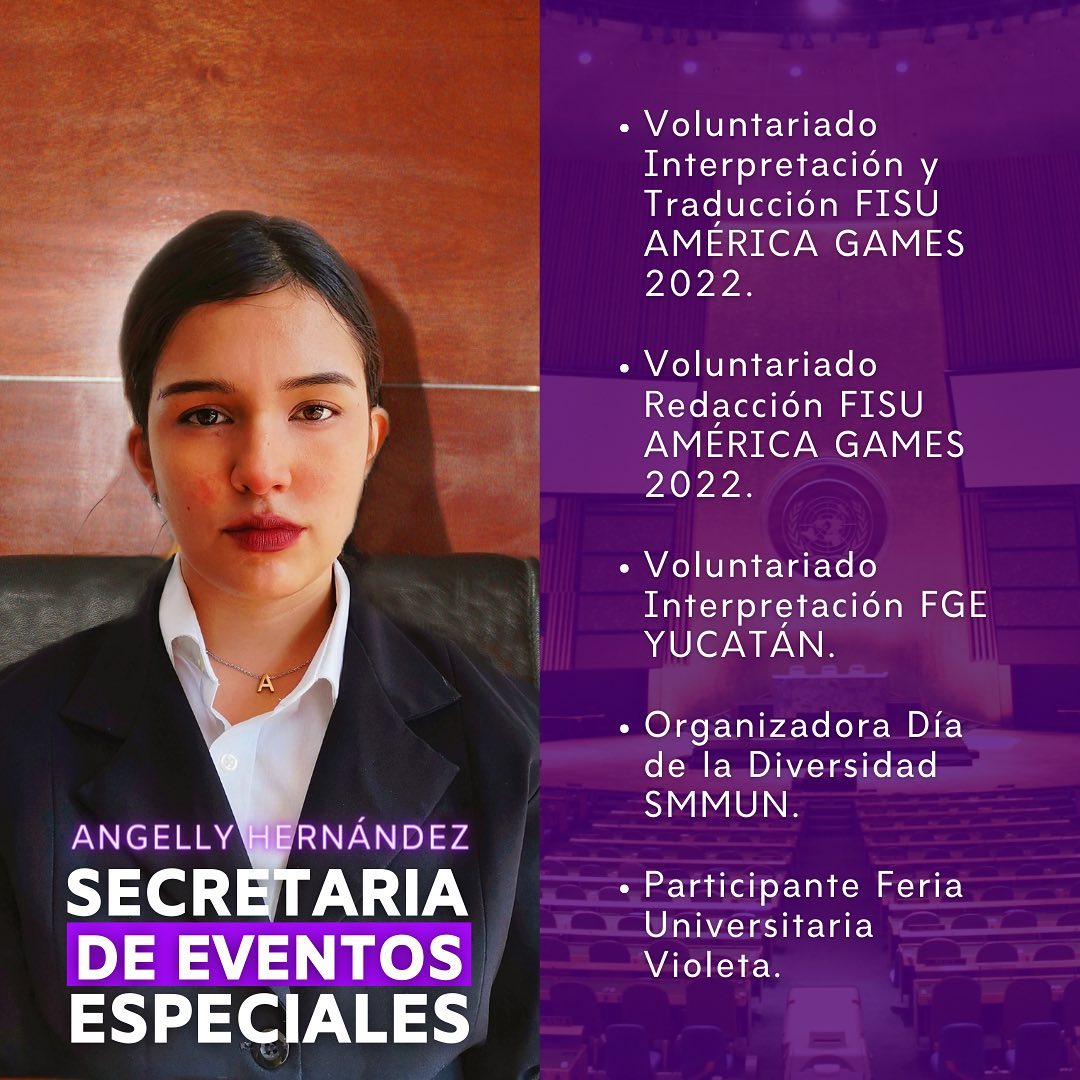 ANGELLY HERNÁNDEZ
SECRETARIA
DE EVENTOS
ESPECIALES
• Voluntariado
Interpretación y
Traducción FISU
AMÉRICA GAMES
2022.
• Voluntariado
Redacción FISU
AMÉRICA GAMES
2022.
• Voluntariado
Interpretación FGE
YUCATÁN.
• Organizadora Día
de la Diversidad
SMMUN.
• Participante Feria
Universitaria
Violeta.
A